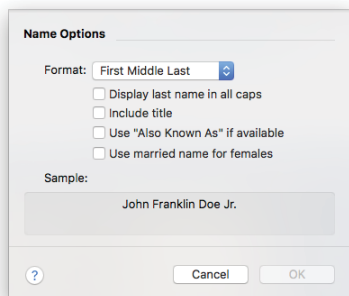 Name Options
Format: First Middle Last
Display last name in all caps
Include title
Use "Also Known As" if available
Use married name for females
Sample:
John Franklin Doe Jr.
? Cancel OK